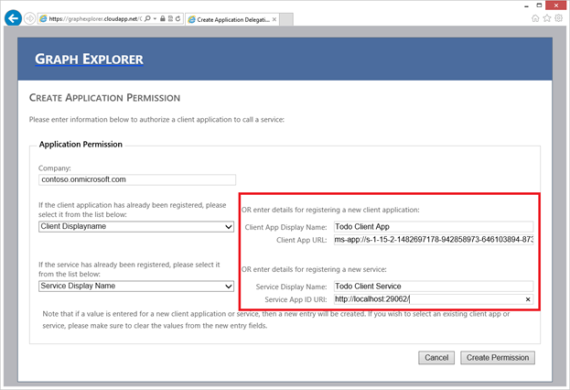 https://graphexplorer.cloudapp.net/C
Create Application Delegati...
GRAPH EXPLORER
CREATE APPLICATION PERMISSION
Please enter information below to authorize a client application to call a service:
Application Permission
Company:
contoso.onmicrosoft.com
If the client application has already been registered, please
select it from the list below:
Client Displayname
OR enter details for registering a new client application:
Client App Display Name: Todo Client App
Client App URL: ms-app://s-1-15-2-1482697178-942858973-646103894-873
If the service has already been registered, please select it
from the list below:
Service Display Name
OR enter details for registering a new service:
Service Display Name: Todo Client Service
Service App ID URL: http://localhost:29062/
Note that if a value is entered for a new client application or service, then a new entry will be created. If you wish to select an existing client app or
service, please make sure to clear the values from the new entry fields.
Cancel Create Permission